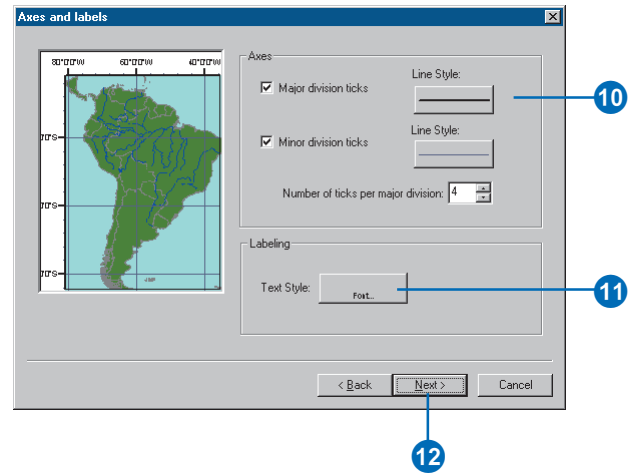 Axes and labels
80°0'0"W 60°0'0"W 40°0'0"W
Axes
Line Style:
Major division ticks
10
Line Style:
Minor division ticks
Number of ticks per major division: 4
Labeling
Text Style: Font...
11
< Back Next > Cancel
12